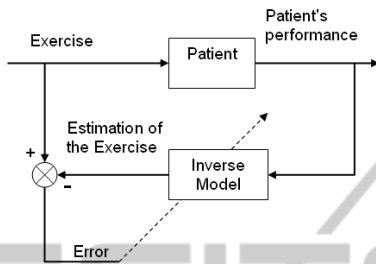 Patient's
performance
Exercise
Patient
Estimation of
the Exercise
+
Inverse
Model
-
Error